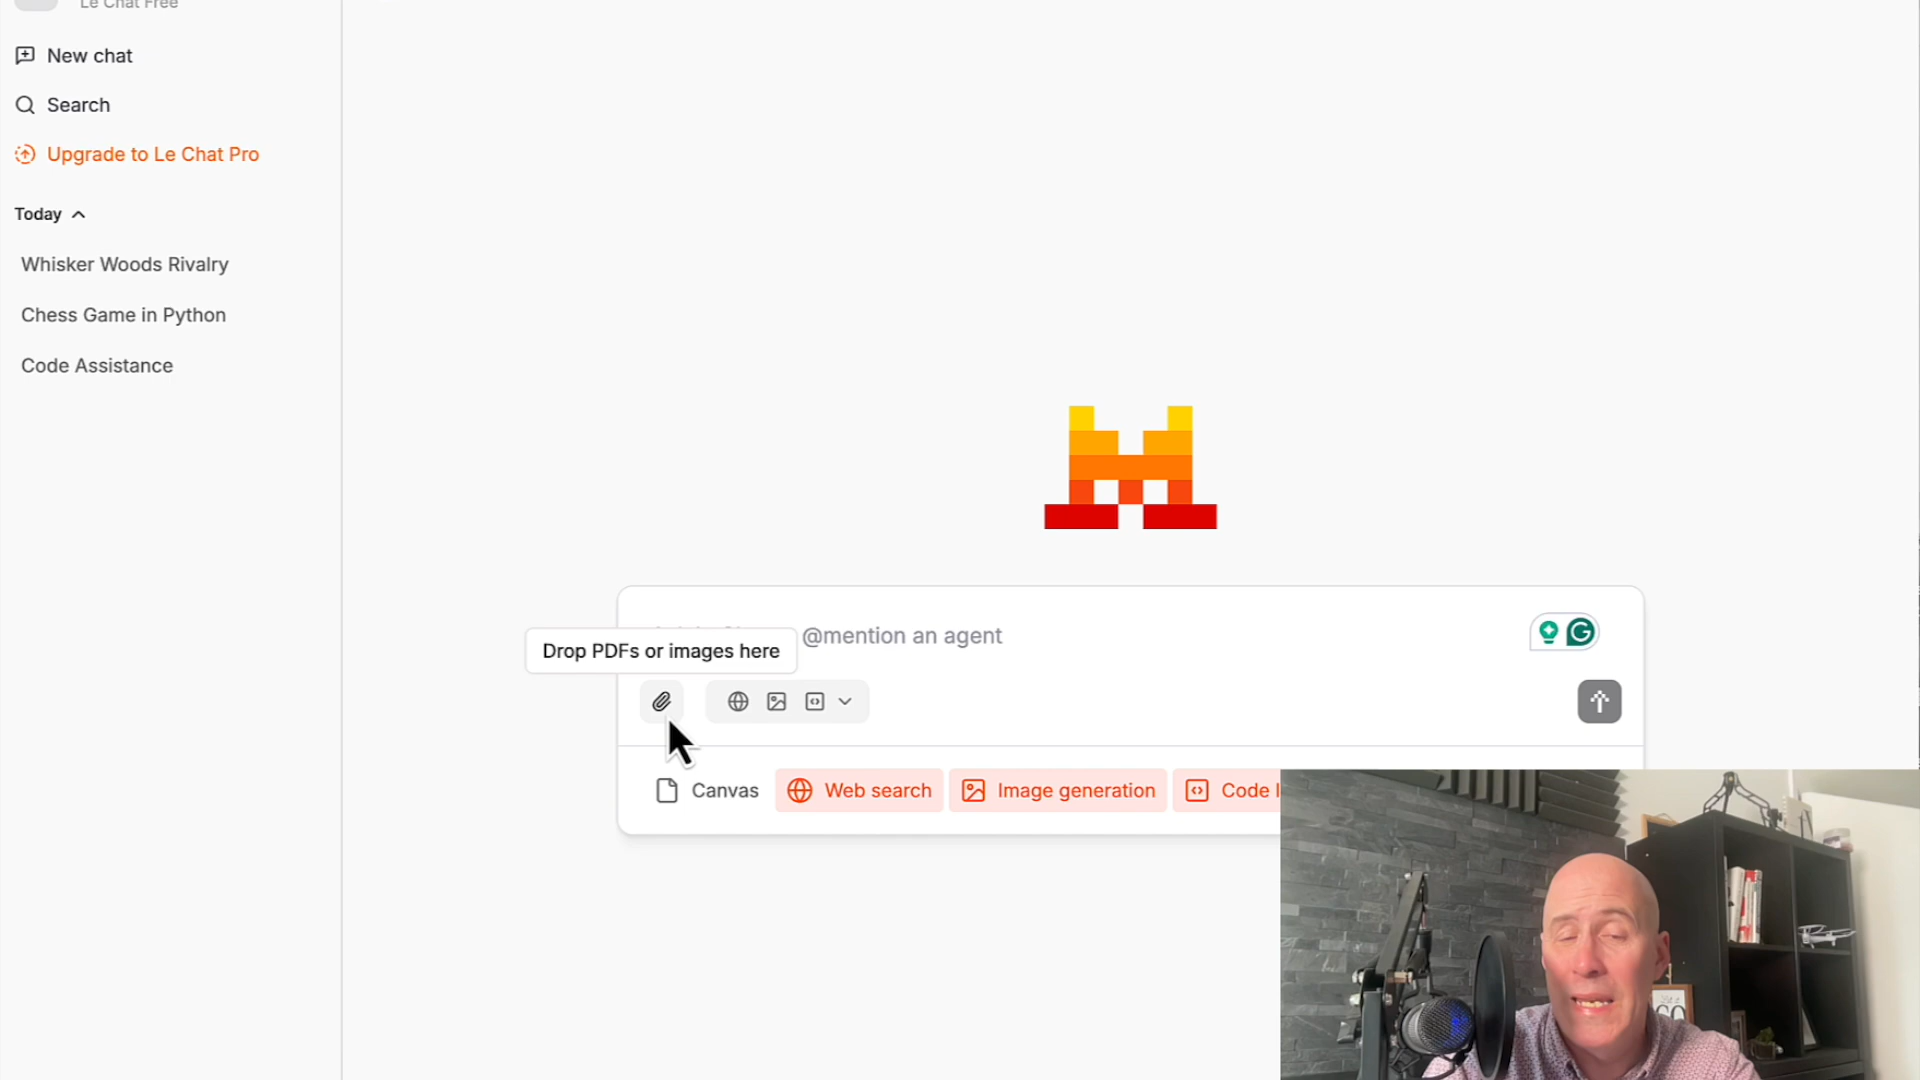 Le Chat Free
New chat
Search
Upgrade to Le Chat Pro
Today
Whisker Woods Rivalry
Chess Game in Python
Code Assistance
@mention an agent
Drop PDFs or images here
Canvas
Web search
Image generation
Code